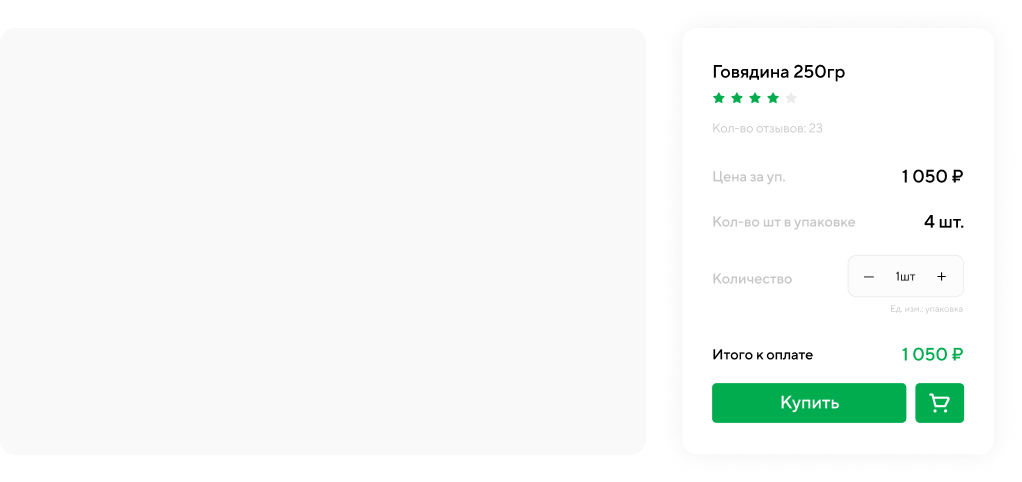 Говядина 250гр
Кол-во отзывов: 23
Цена за уп. 1 050 ₽
Кол-во шт в упаковке 4 шт.
Количество — 1шт +
Ед. изм.: упаковка
Итого к оплате 1 050 ₽
Купить